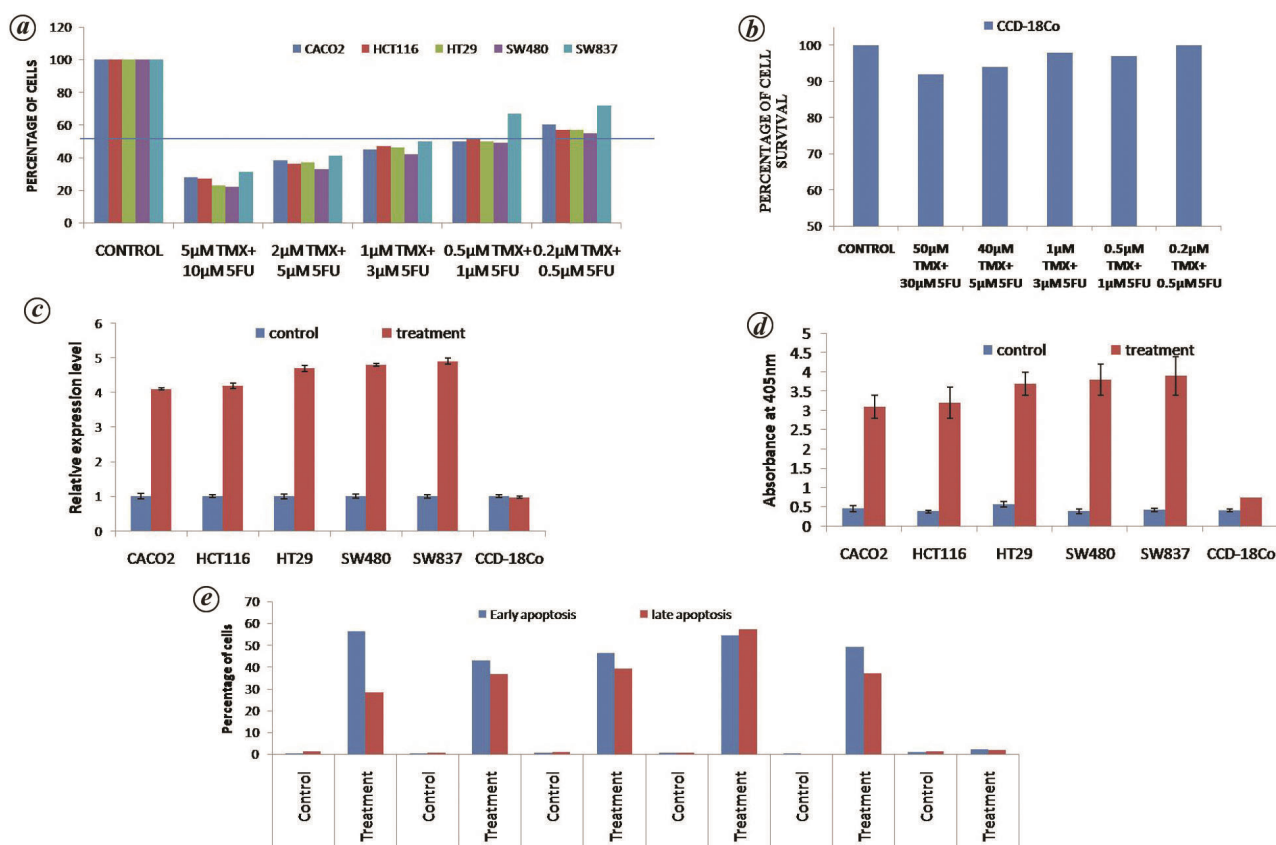 a
120
100
80
60
40
20
0
PERCENTAGE OF CELLS
CACO2 HCT116 HT29 SW480 SW837
CONTROL 5µM TMX+ 2µM TMX+ 1µM TMX+ 0.5µM TMX+ 0.2µM TMX+
10µM 5FU 5µM 5FU 3µM 5FU 1µM 5FU 0.5µM 5FU
b
CCD-18Co
100
90
80
70
60
50
PERCENTAGE OF CELL
SURVIVAL
CONTROL 50µM 40µM 1µM 0.5µM 0.2µM
TMX+ TMX+ TMX+ TMX+ TMX+
30µM 5FU 5µM 5FU 3µM 5FU 1µM 5FU 0.5µM 5FU
c
control treatment
6
5
4
3
2
1
0
Relative expression level
CACO2 HCT116 HT29 SW480 SW837 CCD-18Co
d
control treatment
5
4.5
4
3.5
3
2.5
2
1.5
1
0.5
0
Absorbance at 405nm
CACO2 HCT116 HT29 SW480 SW837 CCD-18Co
e
Early apoptosis late apoptosis
70
60
50
40
30
20
10
0
Percentage of cells
Control
Treatment
Control
Treatment
Control
Treatment
Control
Treatment
Control
Treatment
Control
Treatment